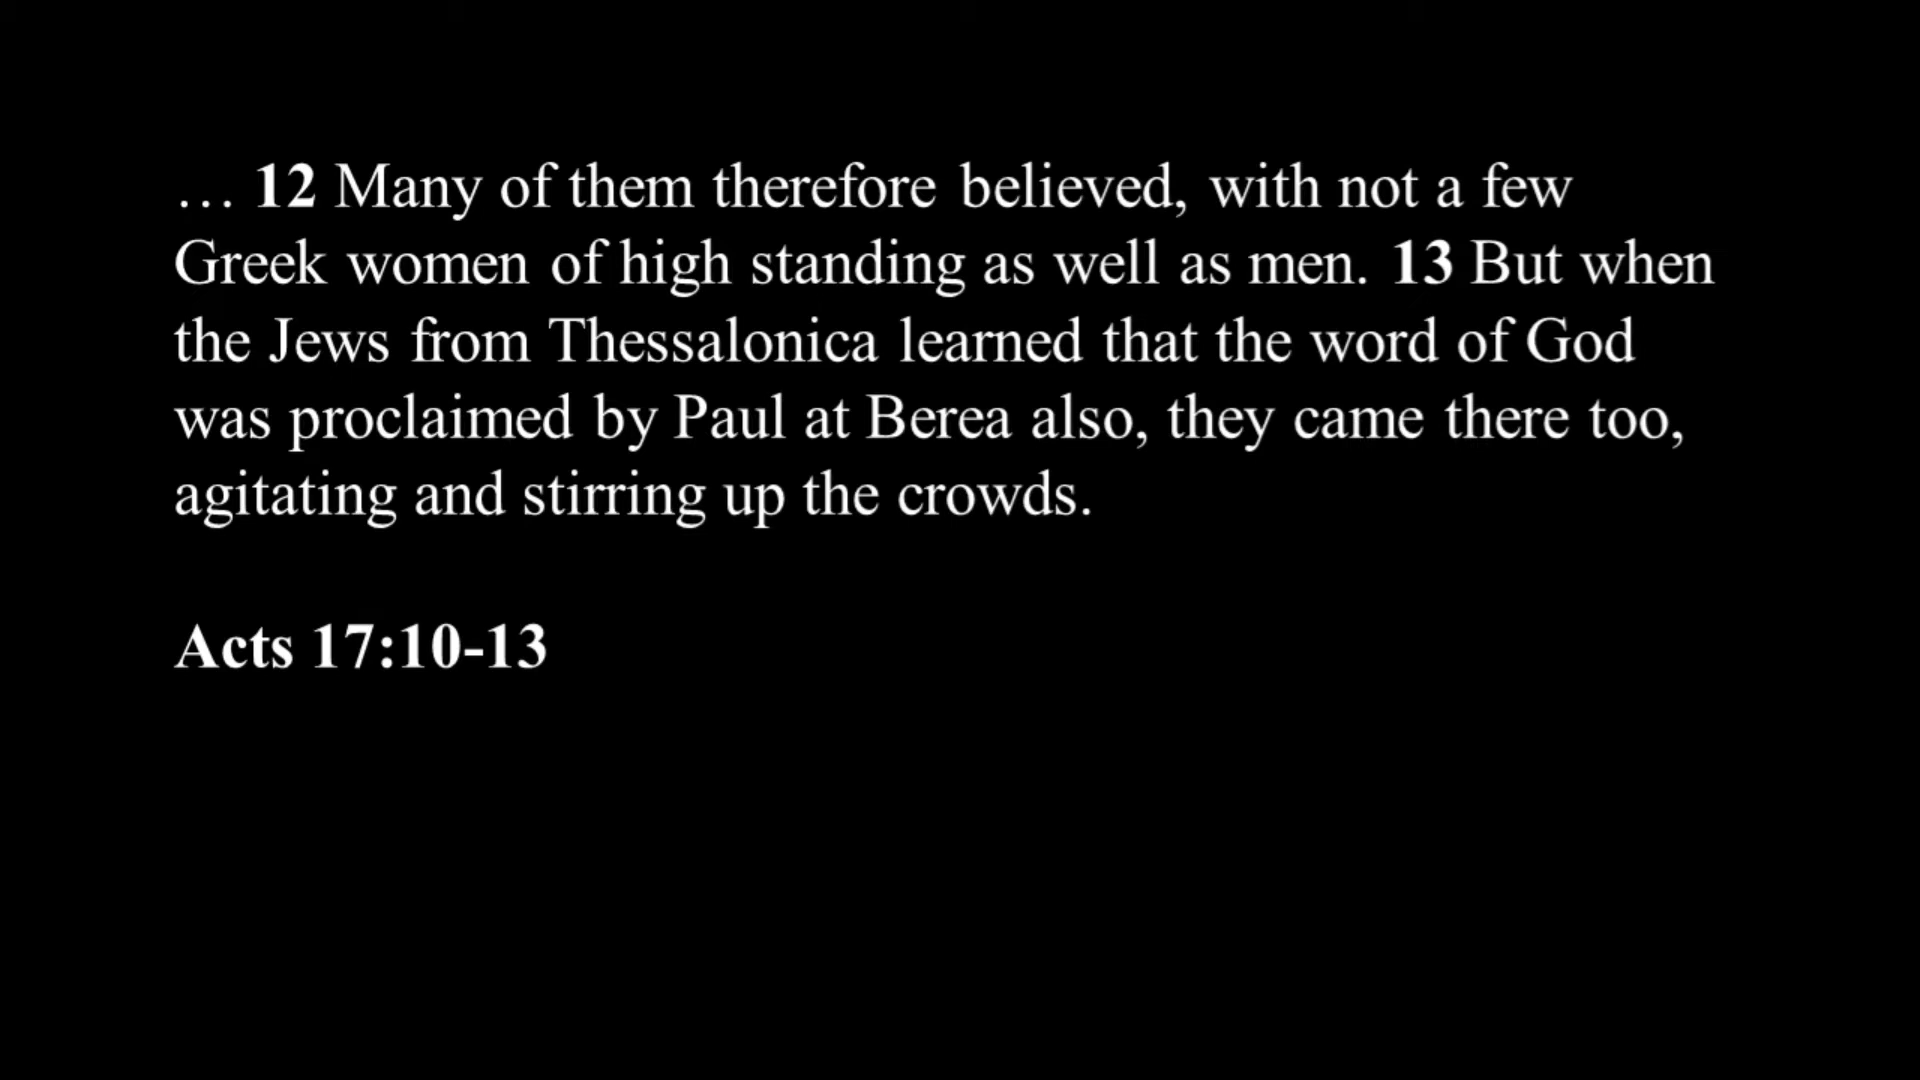 … 12 Many of them therefore believed, with not a few
Greek women of high standing as well as men. 13 But when
the Jews from Thessalonica learned that the word of God
was proclaimed by Paul at Berea also, they came there too,
agitating and stirring up the crowds.
Acts 17:10-13